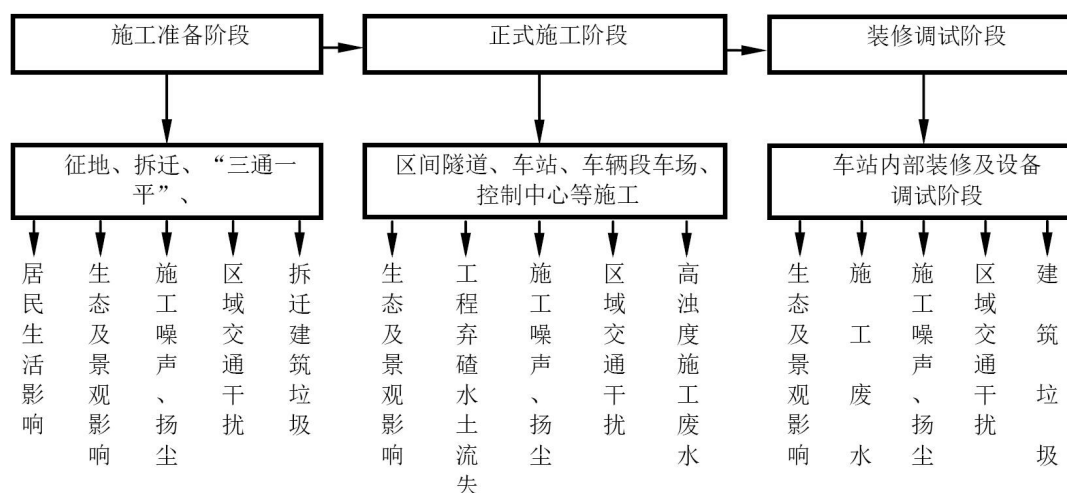 施工准备阶段
正式施工阶段
装修调试阶段
征地、拆迁、“三通一
平”、
区间隧道、车站、车辆段车场、
控制中心等施工
车站内部装修及设备
调试阶段
居民生活影响
生态及景观影响
施工噪声、扬尘
区域交通干扰
拆迁建筑垃圾
生态及景观影响
工程弃碴水土流失
施工噪声、扬尘
区域交通干扰
高浊度施工废水
生态及景观影响
施工废水
施工噪声、扬尘
区域交通干扰
建筑垃圾